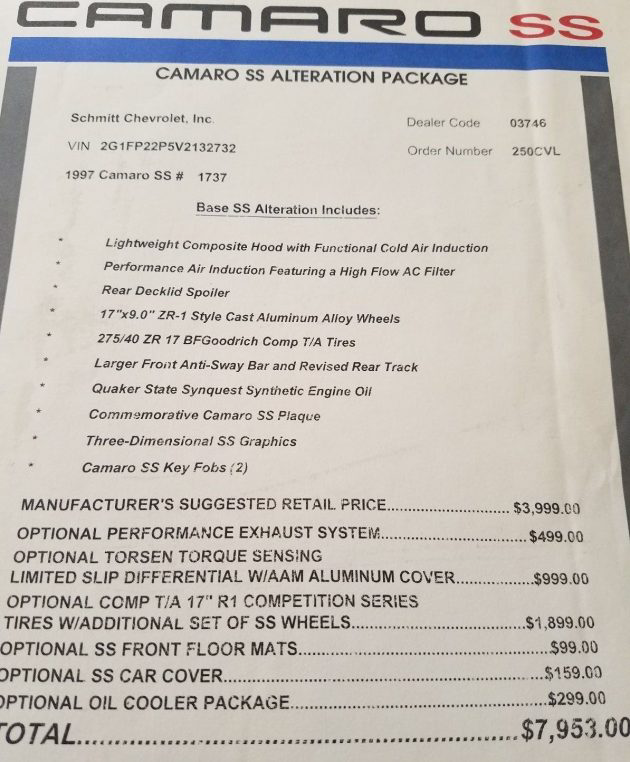 CAMARO SS
CAMARO SS ALTERATION PACKAGE
Schmitt Chevrolet, Inc.
Dealer Code 03746
VIN 2G1FP22P5V2132732
Order Number 250CVL
1997 Camaro SS # 1737
Base SS Alteration Includes:
* Lightweight Composite Hood with Functional Cold Air Induction
* Performance Air Induction Featuring a High Flow AC Filter
* Rear Decklid Spoiler
* 17"x9.0" ZR-1 Style Cast Aluminum Alloy Wheels
* 275/40 ZR 17 BFGoodrich Comp T/A Tires
* Larger Front Anti-Sway Bar and Revised Rear Track
* Quaker State Synquest Synthetic Engine Oil
* Commemorative Camaro SS Plaque
* Three-Dimensional SS Graphics
* Camaro SS Key Fobs (2)
MANUFACTURER'S SUGGESTED RETAIL PRICE............................... $3,999.00
OPTIONAL PERFORMANCE EXHAUST SYSTEM.....................................$499.00
OPTIONAL TORSEN TORQUE SENSING
LIMITED SLIP DIFFERENTIAL W/AAM ALUMINUM COVER...................$999.00
OPTIONAL COMP T/A 17" R1 COMPETITION SERIES
TIRES W/ADDITIONAL SET OF SS WHEELS...........................................$1,899.00
OPTIONAL SS FRONT FLOOR MATS..........................................................$99.00
OPTIONAL SS CAR COVER........................................................................$159.00
OPTIONAL OIL COOLER PACKAGE...........................................................$299.00
TOTAL..........................................................................$7,953.00